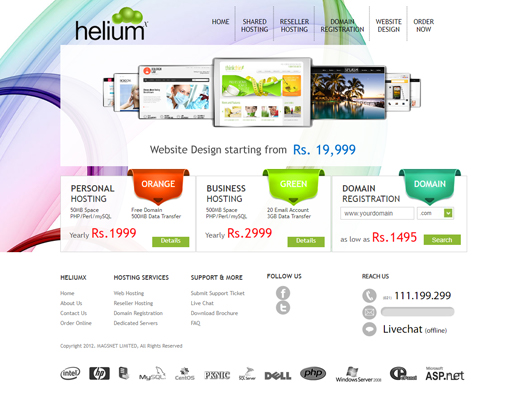 helium x
HOME
SHARED HOSTING
RESELLER HOSTING
DOMAIN REGISTRATION
WEBSITE DESIGN
ORDER NOW
Website Design starting from Rs. 19,999
PERSONAL HOSTING
ORANGE
50MB Space
PHP/Perl/mySQL
Free Domain
500MB Data Transfer
Yearly Rs.1999
Details
BUSINESS HOSTING
GREEN
500MB Space
PHP/Perl/mySQL
20 Email Account
3GB Data Transfer
Yearly Rs.2999
Details
DOMAIN REGISTRATION
DOMAIN
www.yourdomain
.com
as low as Rs.1495
Search
HELIUMX
Home
About Us
Contact Us
Order Online
HOSTING SERVICES
Web Hosting
Reseller Hosting
Domain Registration
Dedicated Servers
SUPPORT & MORE
Submit Support Ticket
Live Chat
Download Brochure
FAQ
FOLLOW US
REACH US
111.199.299
Livechat (offline)
Copyright 2012. MAGSNET LIMITED, All Rights Reserved
intel
hp
MySQL
CentOS
PKNIC
DELL
php
Windows Server 2008
Microsoft
ASP.net